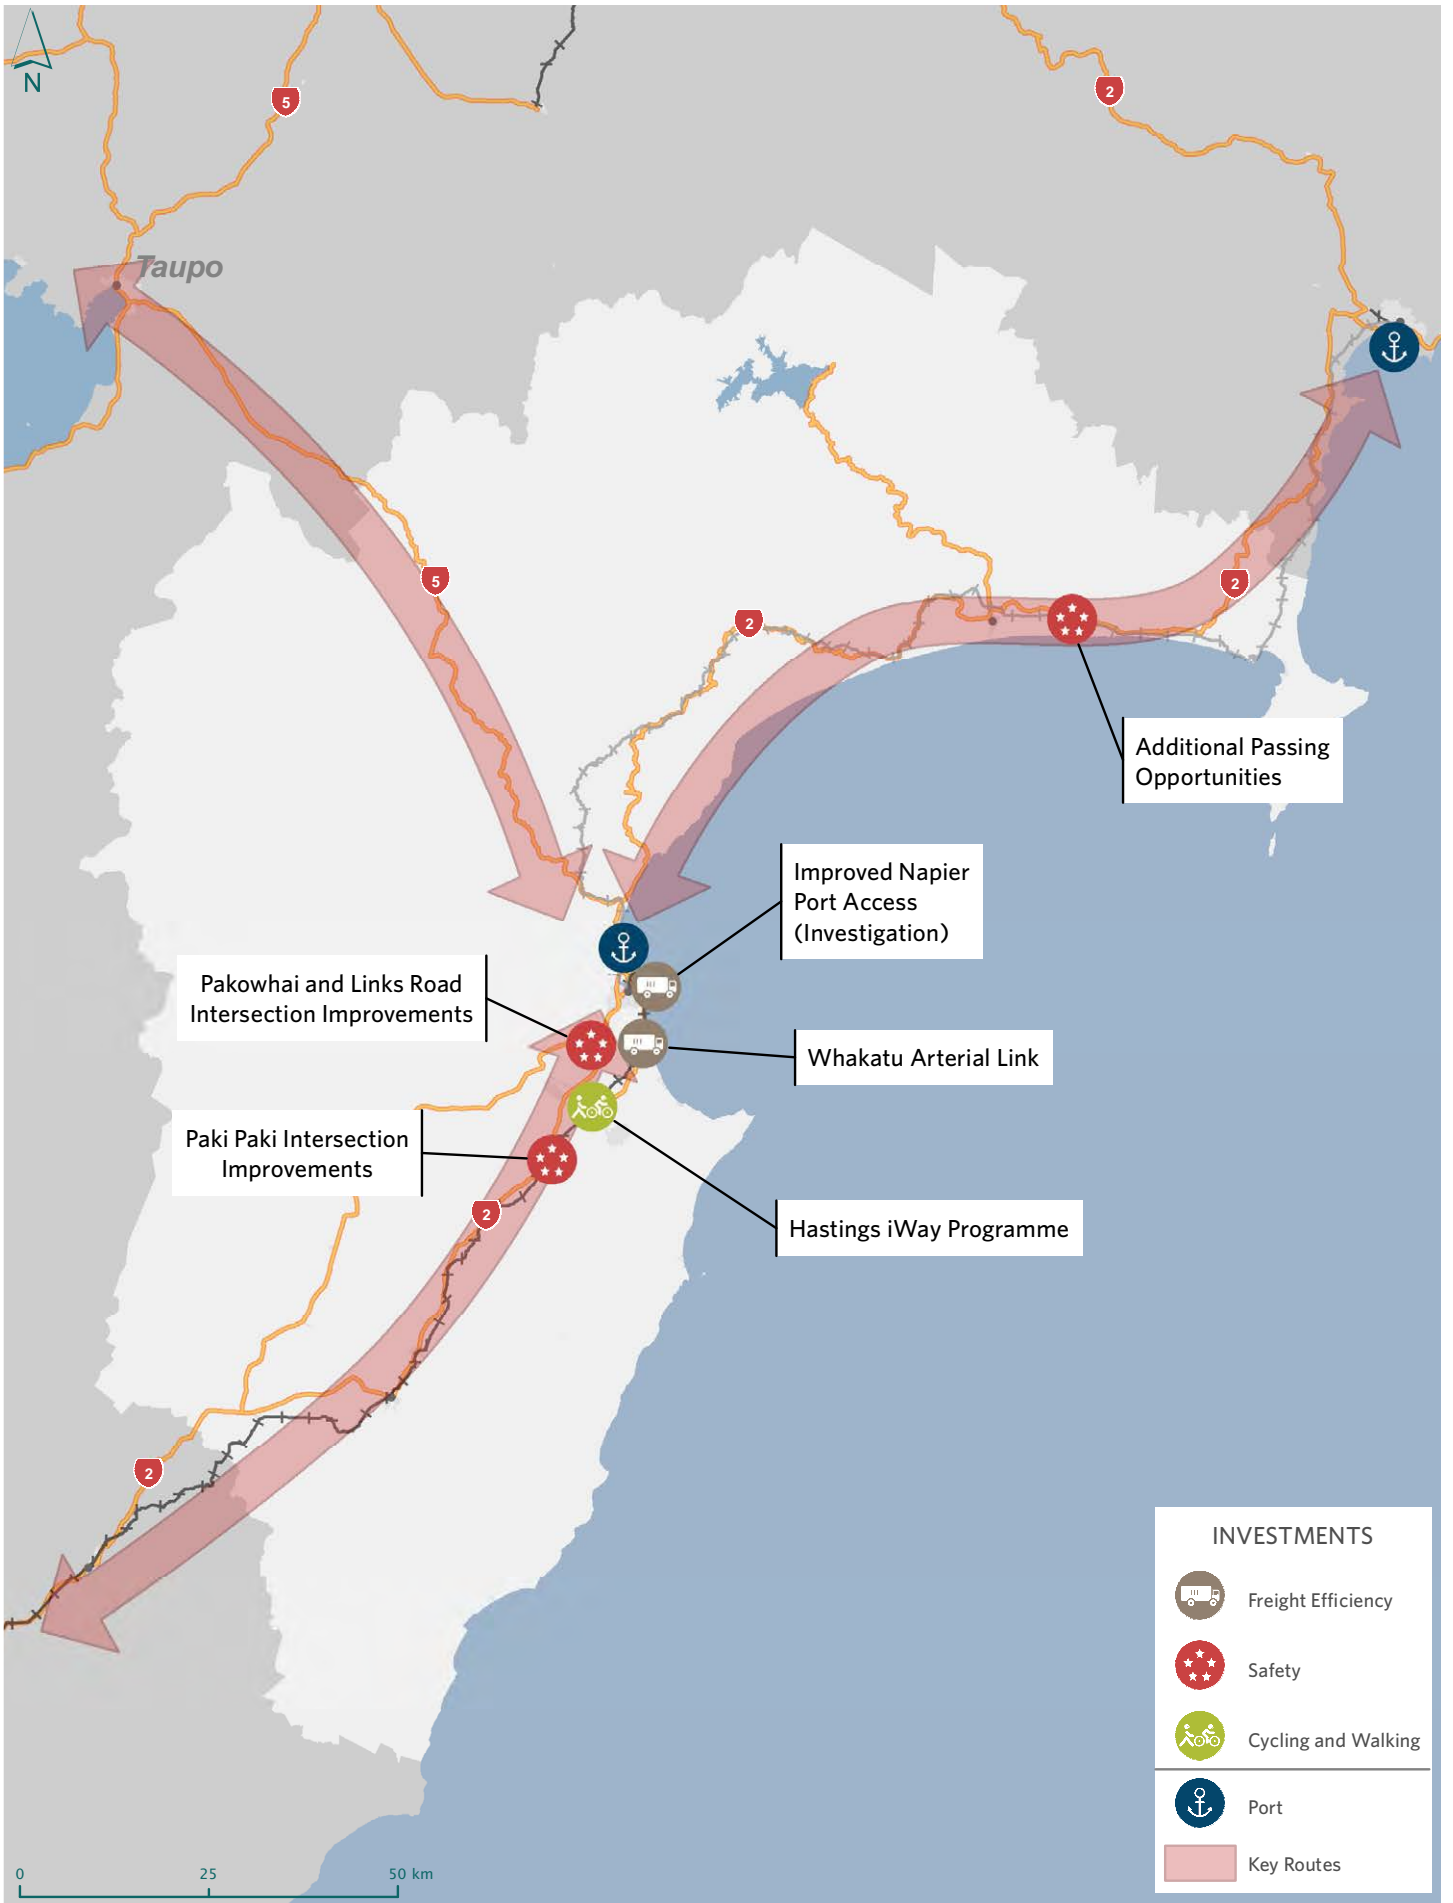 N
5
2
Taupo
5
2
2
Additional Passing
Opportunities
Improved Napier
Port Access
(Investigation)
Pakowhai and Links Road
Intersection Improvements
Whakatu Arterial Link
Paki Paki Intersection
Improvements
2
Hastings iWay Programme
2
INVESTMENTS
Freight Efficiency
Safety
Cycling and Walking
Port
Key Routes
0 25 50 km